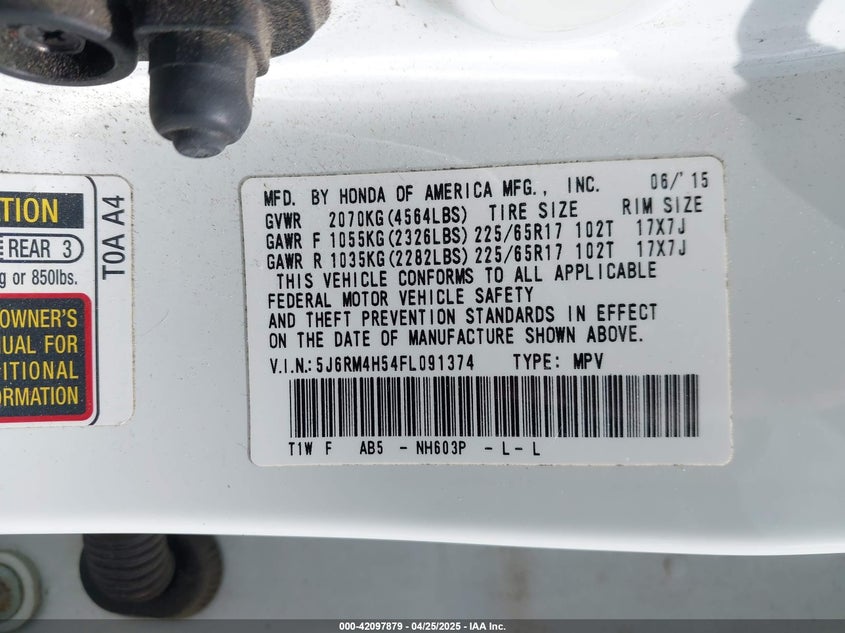 TION
E REAR 3
g or 850lbs.
OWNER'S
UAL FOR
ITIONAL
ORMATION
T0A A4
MFD. BY HONDA OF AMERICA MFG., INC. 06/'15
GVWR 2070KG(4564LBS) TIRE SIZE RIM SIZE
GAWR F 1055KG(2326LBS) 225/65R17 102T 17X7J
GAWR R 1035KG(2282LBS) 225/65R17 102T 17X7J
THIS VEHICLE CONFORMS TO ALL APPLICABLE
FEDERAL MOTOR VEHICLE SAFETY
AND THEFT PREVENTION STANDARDS IN EFFECT
ON THE DATE OF MANUFACTURE SHOWN ABOVE.
V.I.N.: 5J6RM4H54FL091374 TYPE: MPV
T1W F AB5 - NH603P - L - L
000-42097879 - 04/25/2025 - IAA Inc.